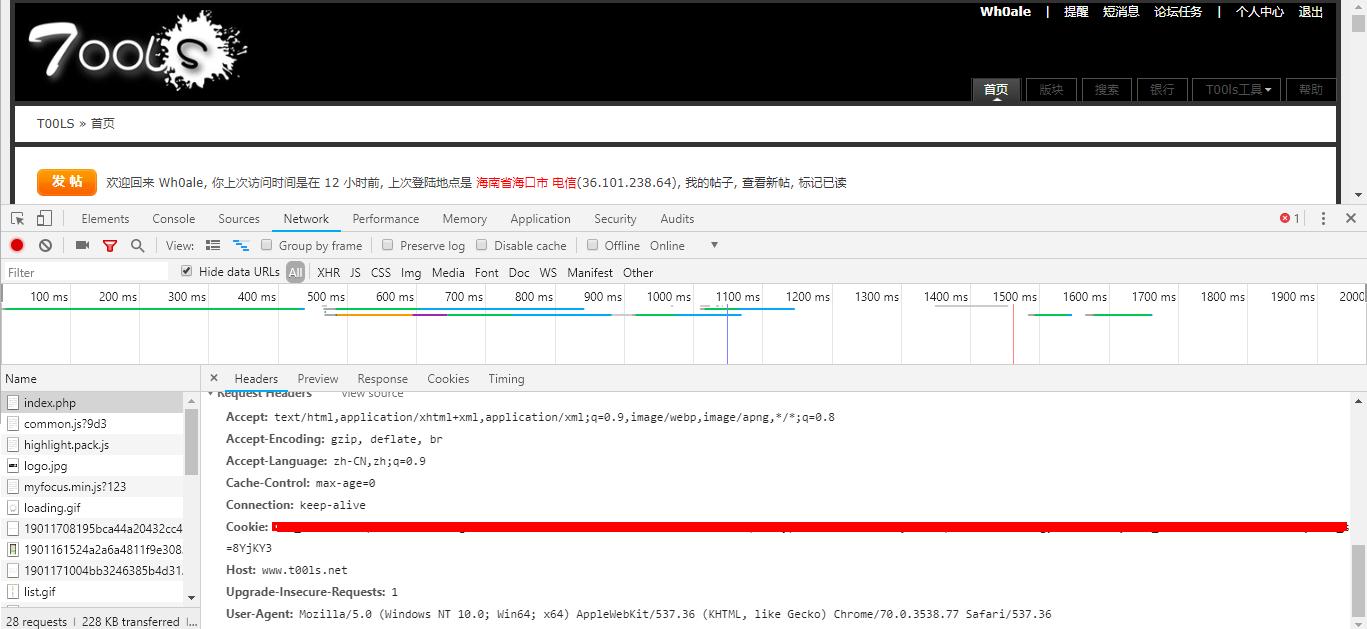 Wh0ale | 提醒 短消息 论坛任务 | 个人中心 退出
T00LS
首页 版块 搜索 银行 T00ls工具 帮助
T00LS » 首页
发帖 欢迎回来 Wh0ale, 你上次访问时间是在 12 小时前, 上次登陆地点是 海南省海口市 电信(36.101.238.64), 我的帖子, 查看新帖, 标记已读
Elements Console Sources Network Performance Memory Application Security Audits 1
View: Group by frame Preserve log Disable cache Offline Online
Filter Hide data URLs All XHR JS CSS Img Media Font Doc WS Manifest Other
100 ms 200 ms 300 ms 400 ms 500 ms 600 ms 700 ms 800 ms 900 ms 1000 ms 1100 ms 1200 ms 1300 ms 1400 ms 1500 ms 1600 ms 1700 ms 1800 ms 1900 ms 2000
Name Headers Preview Response Cookies Timing
Request Headers view source
index.php
common.js?9d3
highlight.pack.js
logo.jpg
myfocus.min.js?123
loading.gif
19011708195bca44a20432cc4
1901161524a2a6a4811f9e308
1901171004bb3246385b4d31
list.gif
28 requests | 228 KB transferred | ...
Accept: text/html,application/xhtml+xml,application/xml;q=0.9,image/webp,image/apng,*/*;q=0.8
Accept-Encoding: gzip, deflate, br
Accept-Language: zh-CN,zh;q=0.9
Cache-Control: max-age=0
Connection: keep-alive
Cookie:
=8YjKY3
Host: www.t00ls.net
Upgrade-Insecure-Requests: 1
User-Agent: Mozilla/5.0 (Windows NT 10.0; Win64; x64) AppleWebKit/537.36 (KHTML, like Gecko) Chrome/70.0.3538.77 Safari/537.36